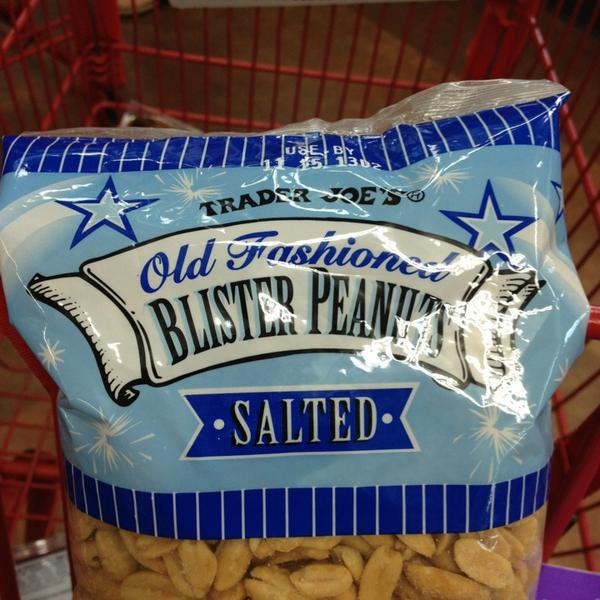 USE BY
TRADER JOE'S®
Old Fashioned
BLISTER PEANUTS
• SALTED •